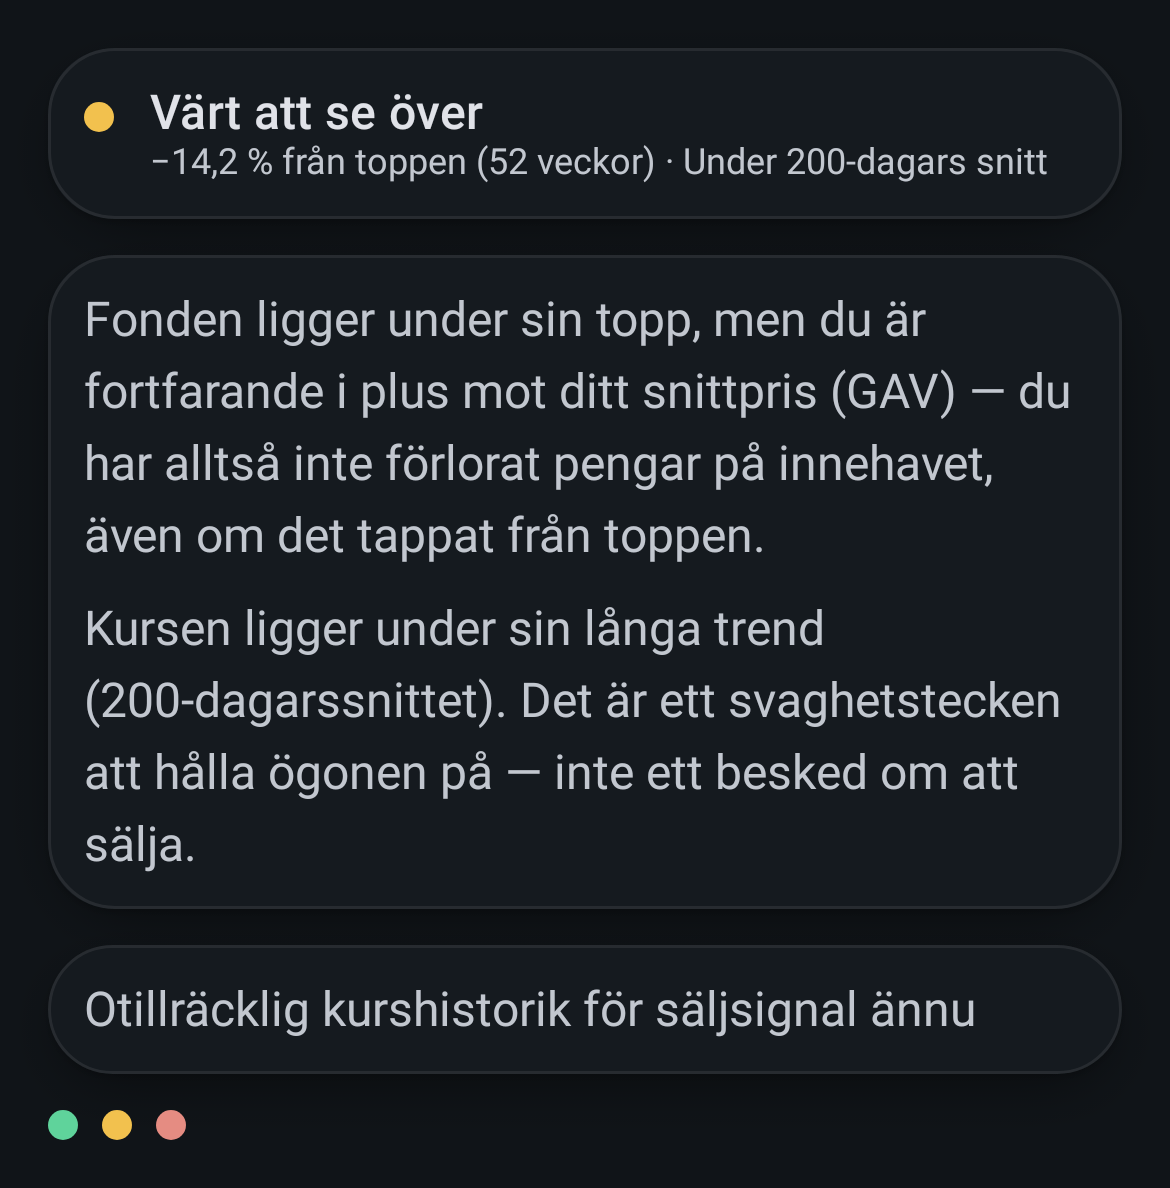 Värt att se över
−14,2 % från toppen (52 veckor) · Under 200-dagars snitt
Fonden ligger under sin topp, men du är
fortfarande i plus mot ditt snittpris (GAV) — du
har alltså inte förlorat pengar på innehavet,
även om det tappat från toppen.
Kursen ligger under sin långa trend
(200-dagarssnittet). Det är ett svaghetstecken
att hålla ögonen på — inte ett besked om att
sälja.
Otillräcklig kurshistorik för säljsignal ännu